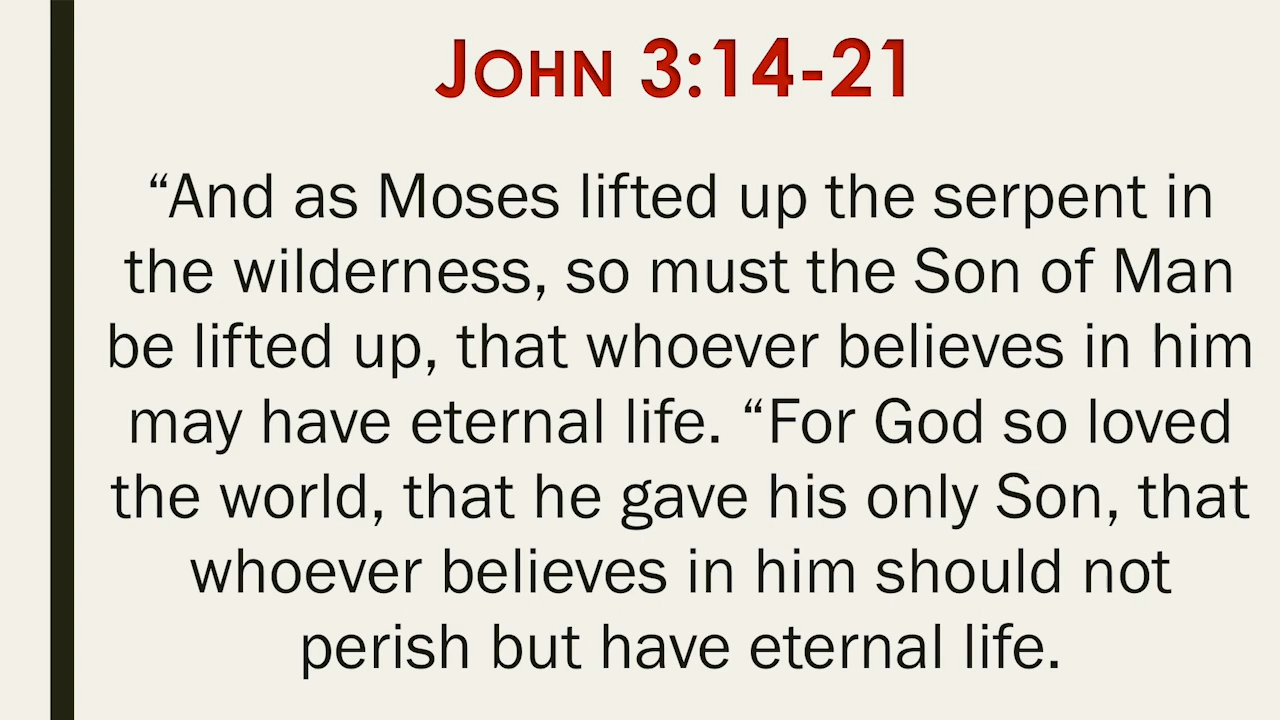 John 3:14-21
“And as Moses lifted up the serpent in
the wilderness, so must the Son of Man
be lifted up, that whoever believes in him
may have eternal life. “For God so loved
the world, that he gave his only Son, that
whoever believes in him should not
perish but have eternal life.